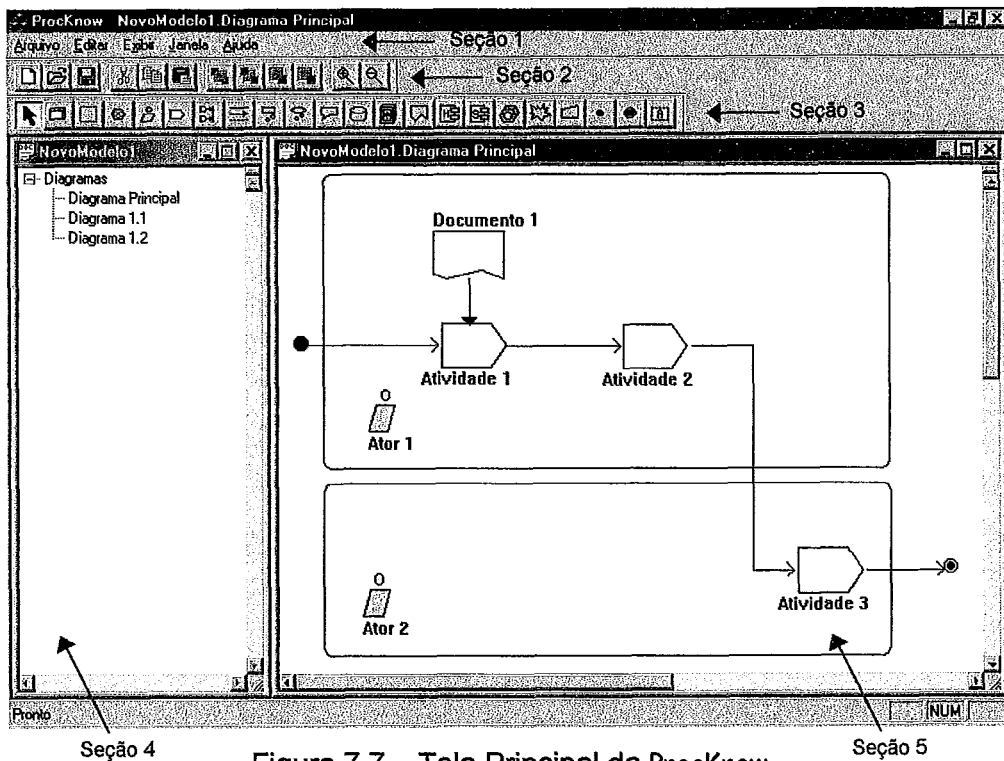 ProcKnow NovoModelo1.Diagrama Principal
Arquivo Editar Exibir Janela Ajuda
Seção 1
Seção 2
Seção 3
NovoModelo1
Diagramas
Diagrama Principal
Diagrama 1.1
Diagrama 1.2
NovoModelo1.Diagrama Principal
Documento 1
Atividade 1
Atividade 2
Ator 1
Atividade 3
Ator 2
Pronto
NUM
Seção 4
Seção 5
Figura 7.7 – Tela Principal da ProcKnow